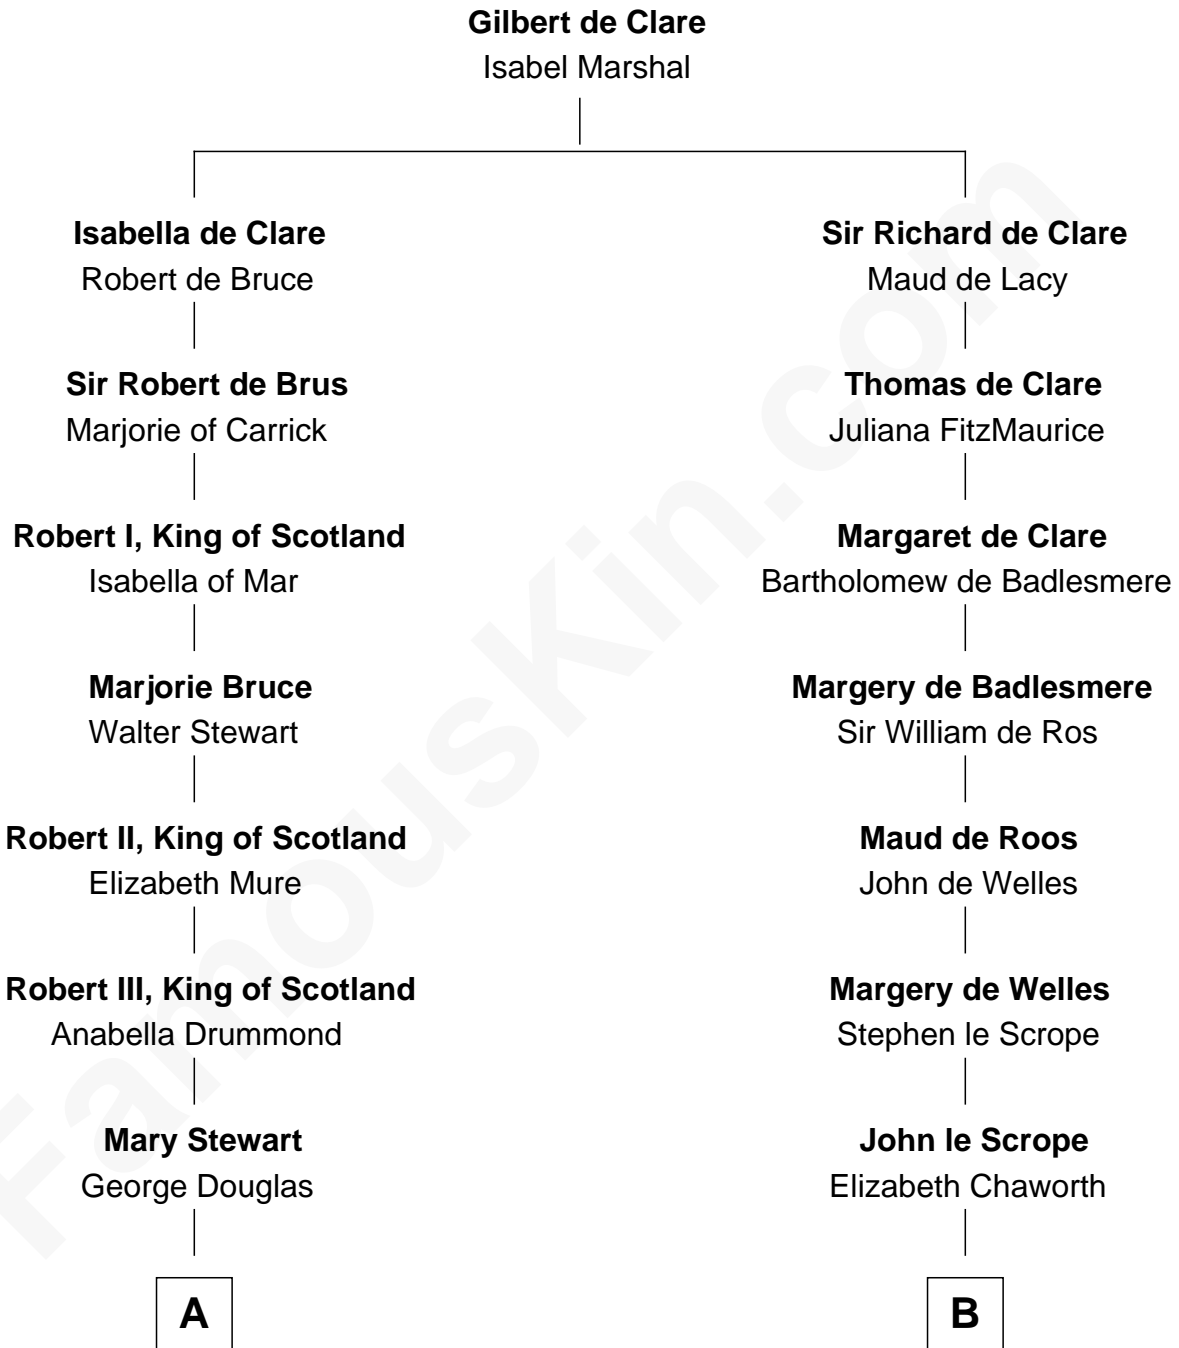 Gilbert de Clare
Isabel Marshal
Isabella de Clare
Robert de Bruce
Sir Richard de Clare
Maud de Lacy
Sir Robert de Brus
Marjorie of Carrick
Thomas de Clare
Juliana FitzMaurice
Robert I, King of Scotland
Isabella of Mar
Margaret de Clare
Bartholomew de Badlesmere
Marjorie Bruce
Walter Stewart
Margery de Badlesmere
Sir William de Ros
Robert II, King of Scotland
Elizabeth Mure
Maud de Roos
John de Welles
Robert III, King of Scotland
Anabella Drummond
Margery de Welles
Stephen le Scrope
Mary Stewart
George Douglas
John le Scrope
Elizabeth Chaworth
A
B
FamousKin.com